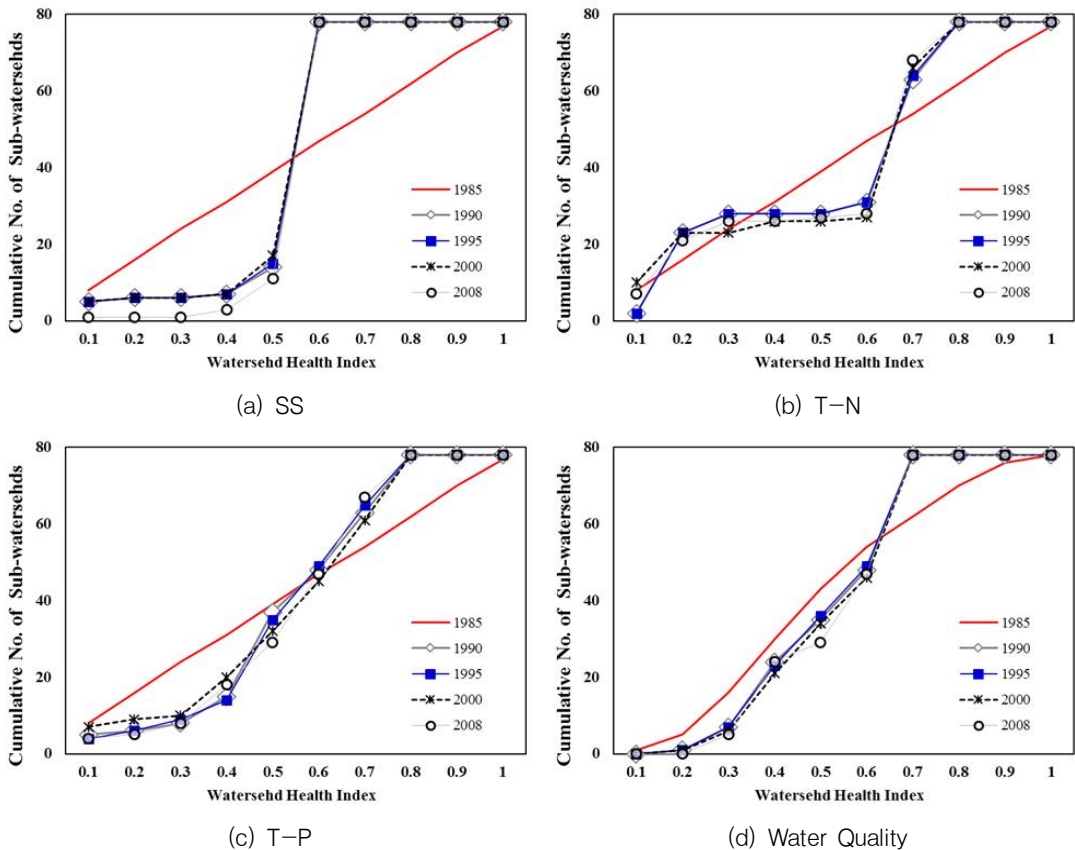 Cumulative No. of Sub-watersehds
80
60
40
20
0
0.1 0.2 0.3 0.4 0.5 0.6 0.7 0.8 0.9 1
Watersehd Health Index
1985
1990
1995
2000
2008
(a) SS
Cumulative No. of Sub-watersehds
80
60
40
20
0
0.1 0.2 0.3 0.4 0.5 0.6 0.7 0.8 0.9 1
Watersehd Health Index
1985
1990
1995
2000
2008
(b) T-N
Cumulative No. of Sub-watersehds
80
60
40
20
0
0.1 0.2 0.3 0.4 0.5 0.6 0.7 0.8 0.9 1
Watersehd Health Index
1985
1990
1995
2000
2008
(c) T-P
Cumulative No. of Sub-watersehds
80
60
40
20
0
0.1 0.2 0.3 0.4 0.5 0.6 0.7 0.8 0.9 1
Watersehd Health Index
1985
1990
1995
2000
2008
(d) Water Quality